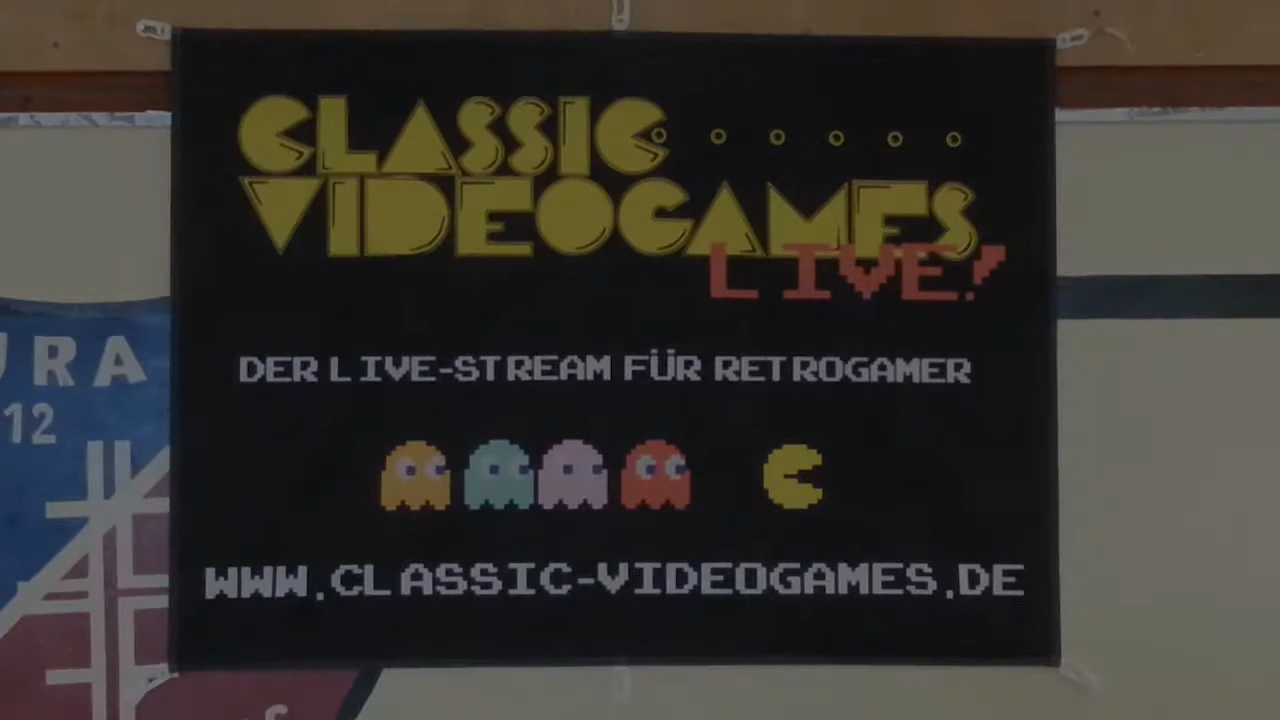 CLASSIC
VIDEOGAMES
LIVE!
DER LIVE-STREAM FÜR RETROGAMER
WWW.CLASSIC-VIDEOGAMES.DE
URA
12